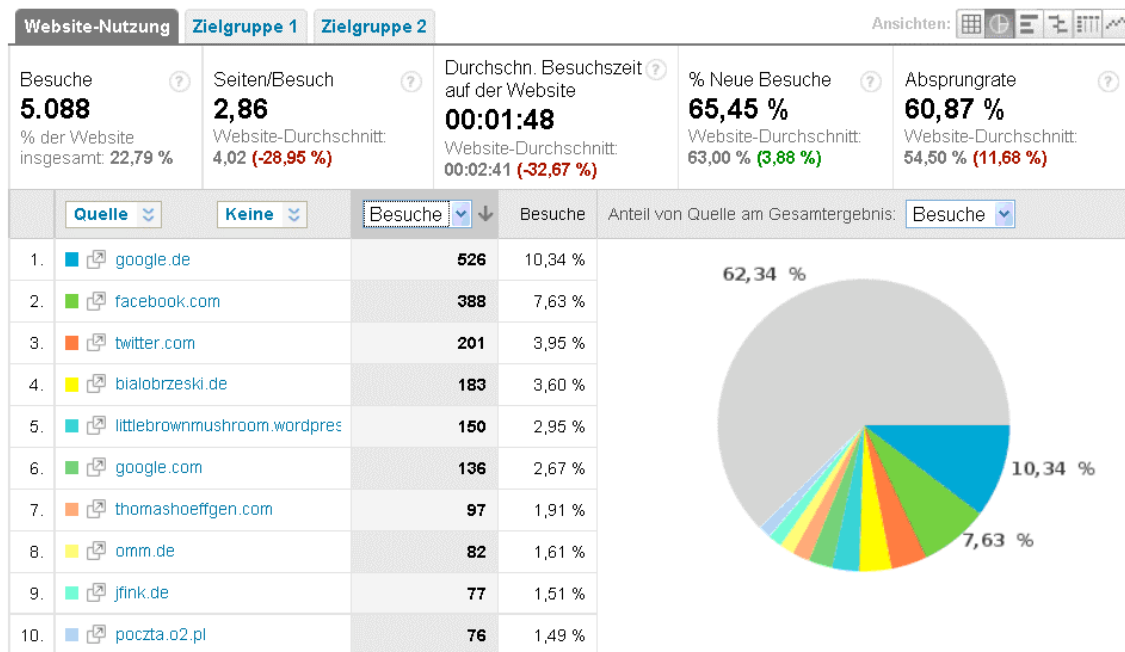 Website-Nutzung Zielgruppe 1 Zielgruppe 2 Ansichten:
Besuche ?
5.088
% der Website
insgesamt: 22,79 %
Seiten/Besuch ?
2,86
Website-Durchschnitt:
4,02 (-28,95 %)
Durchschn. Besuchszeit ?
auf der Website
00:01:48
Website-Durchschnitt:
00:02:41 (-32,67 %)
% Neue Besuche ?
65,45 %
Website-Durchschnitt:
63,00 % (3,88 %)
Absprungrate ?
60,87 %
Website-Durchschnitt:
54,50 % (11,68 %)
Quelle Keine Besuche Besuche Anteil von Quelle am Gesamtergebnis: Besuche
1. google.de 526 10,34 %
2. facebook.com 388 7,63 %
3. twitter.com 201 3,95 %
4. bialobrzeski.de 183 3,60 %
5. littlebrownmushroom.wordpres 150 2,95 %
6. google.com 136 2,67 %
7. thomashoeffgen.com 97 1,91 %
8. omm.de 82 1,61 %
9. jfink.de 77 1,51 %
10. poczta.o2.pl 76 1,49 %
62,34 %
10,34 %
7,63 %